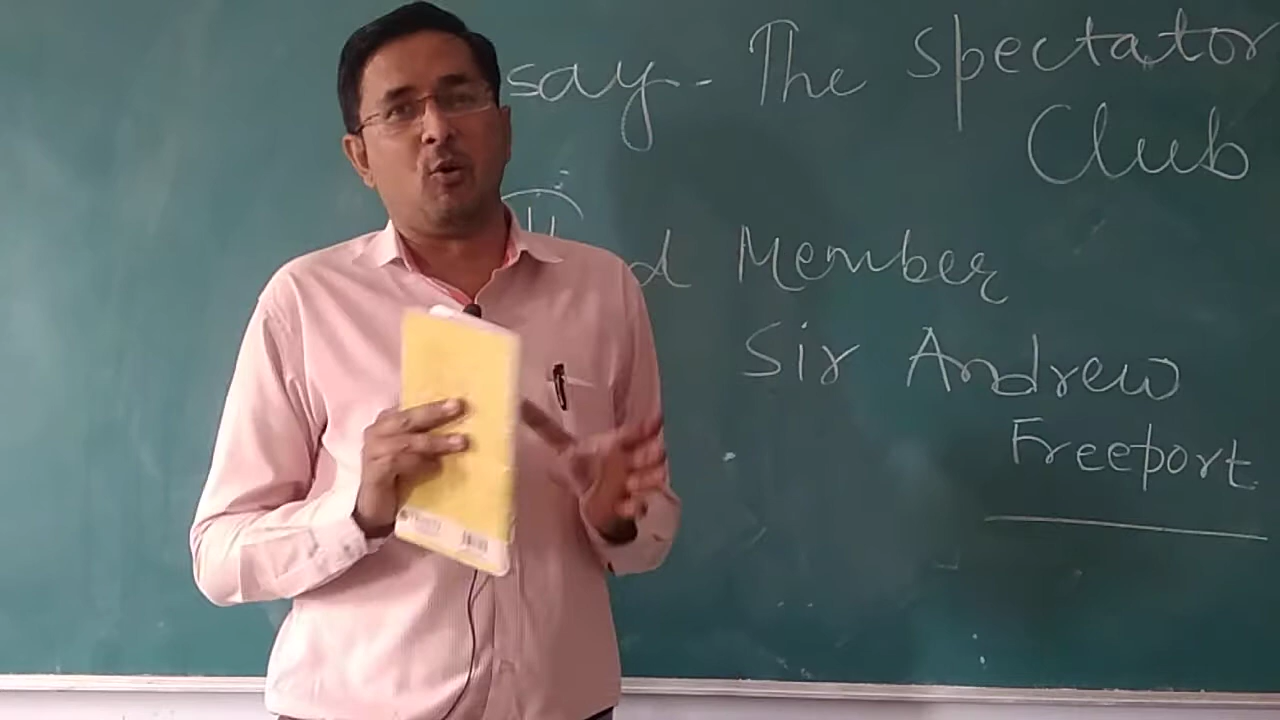 say - The Spectator
Club
d Member
Sir Andrew
Freeport